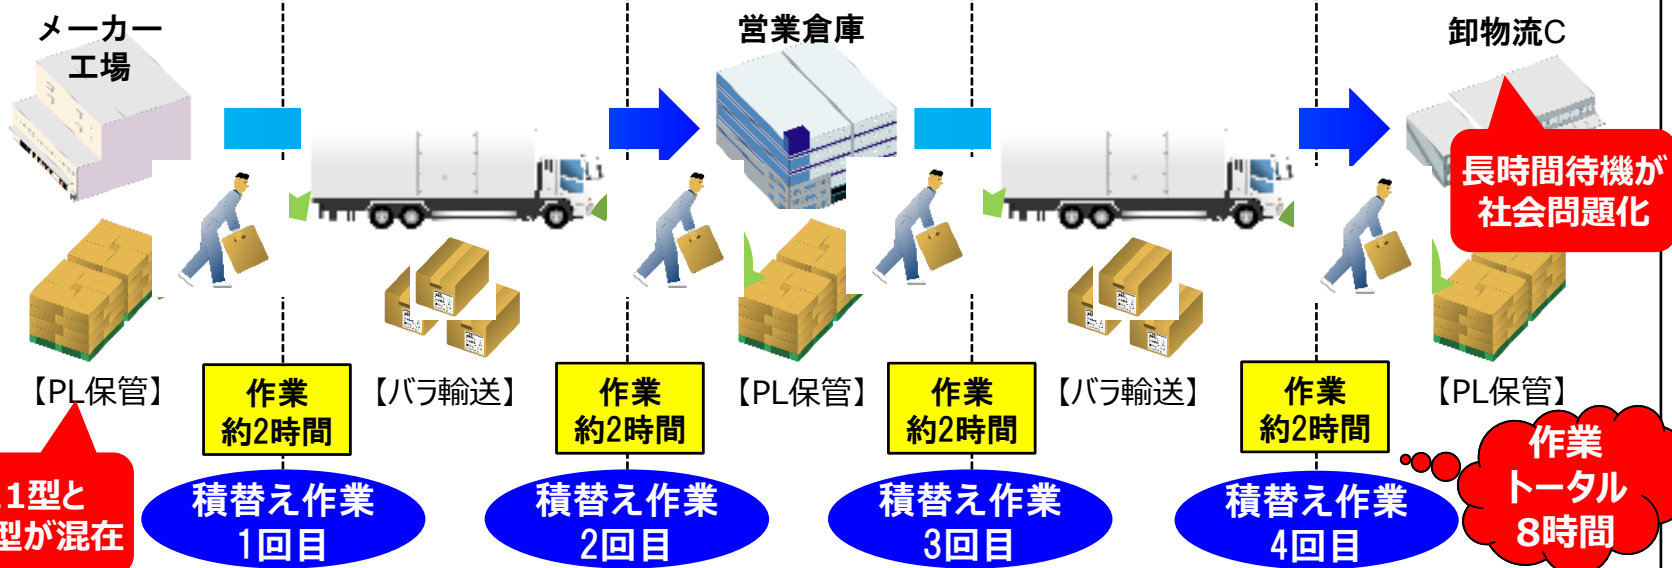 メーカー
工場
営業倉庫
卸物流C
長時間待機が
社会問題化
【PL保管】
【バラ輸送】
【PL保管】
【バラ輸送】
【PL保管】
作業
約2時間
作業
約2時間
作業
約2時間
作業
約2時間
1型と
型が混在
積替え作業
1回目
積替え作業
2回目
積替え作業
3回目
積替え作業
4回目
作業
トータル
8時間